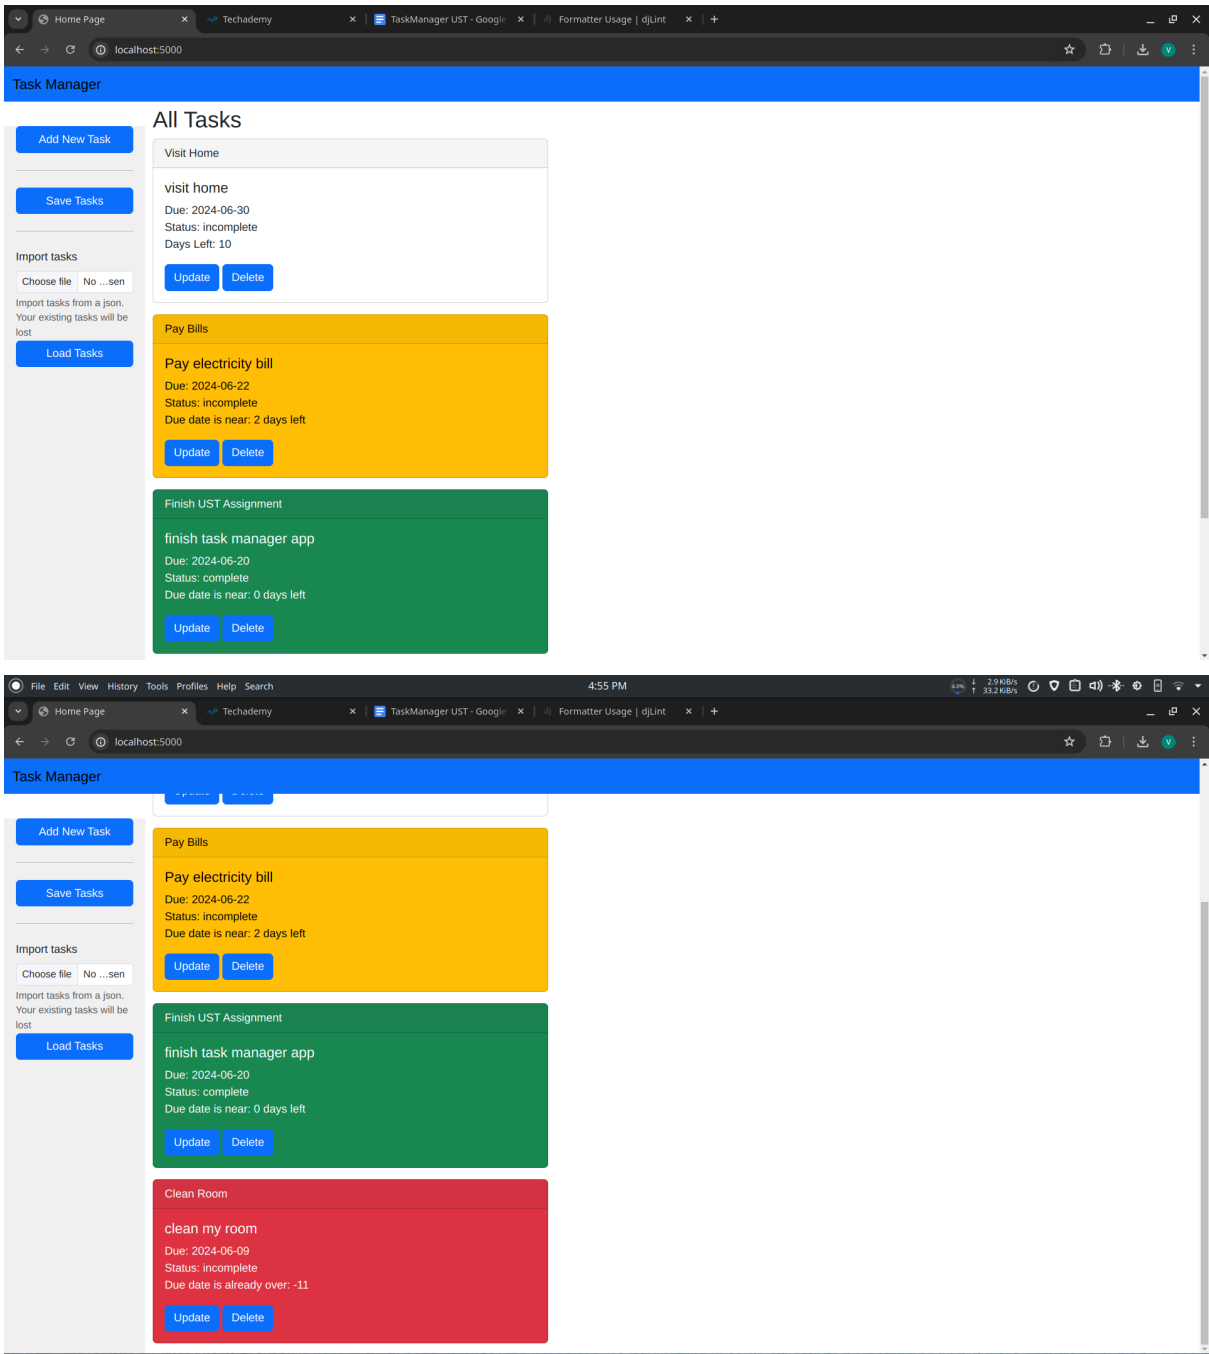 Home Page
Techademy
TaskManager UST - Google
Formatter Usage | djLint
localhost:5000
V
Task Manager
Add New Task
Save Tasks
Import tasks
Choose file No ...sen
Import tasks from a json.
Your existing tasks will be
lost
Load Tasks
All Tasks
Visit Home
visit home
Due: 2024-06-30
Status: incomplete
Days Left: 10
Update Delete
Pay Bills
Pay electricity bill
Due: 2024-06-22
Status: incomplete
Due date is near: 2 days left
Update Delete
Finish UST Assignment
finish task manager app
Due: 2024-06-20
Status: complete
Due date is near: 0 days left
Update Delete
File Edit View History Tools Profiles Help Search
4:55 PM
4.0%
↓ 2.9 KiB/s
↑ 33.2 KiB/s
Home Page
Techademy
TaskManager UST - Google
Formatter Usage | djLint
localhost:5000
V
Task Manager
Add New Task
Save Tasks
Import tasks
Choose file No ...sen
Import tasks from a json.
Your existing tasks will be
lost
Load Tasks
Update Delete
Pay Bills
Pay electricity bill
Due: 2024-06-22
Status: incomplete
Due date is near: 2 days left
Update Delete
Finish UST Assignment
finish task manager app
Due: 2024-06-20
Status: complete
Due date is near: 0 days left
Update Delete
Clean Room
clean my room
Due: 2024-06-09
Status: incomplete
Due date is already over: -11
Update Delete